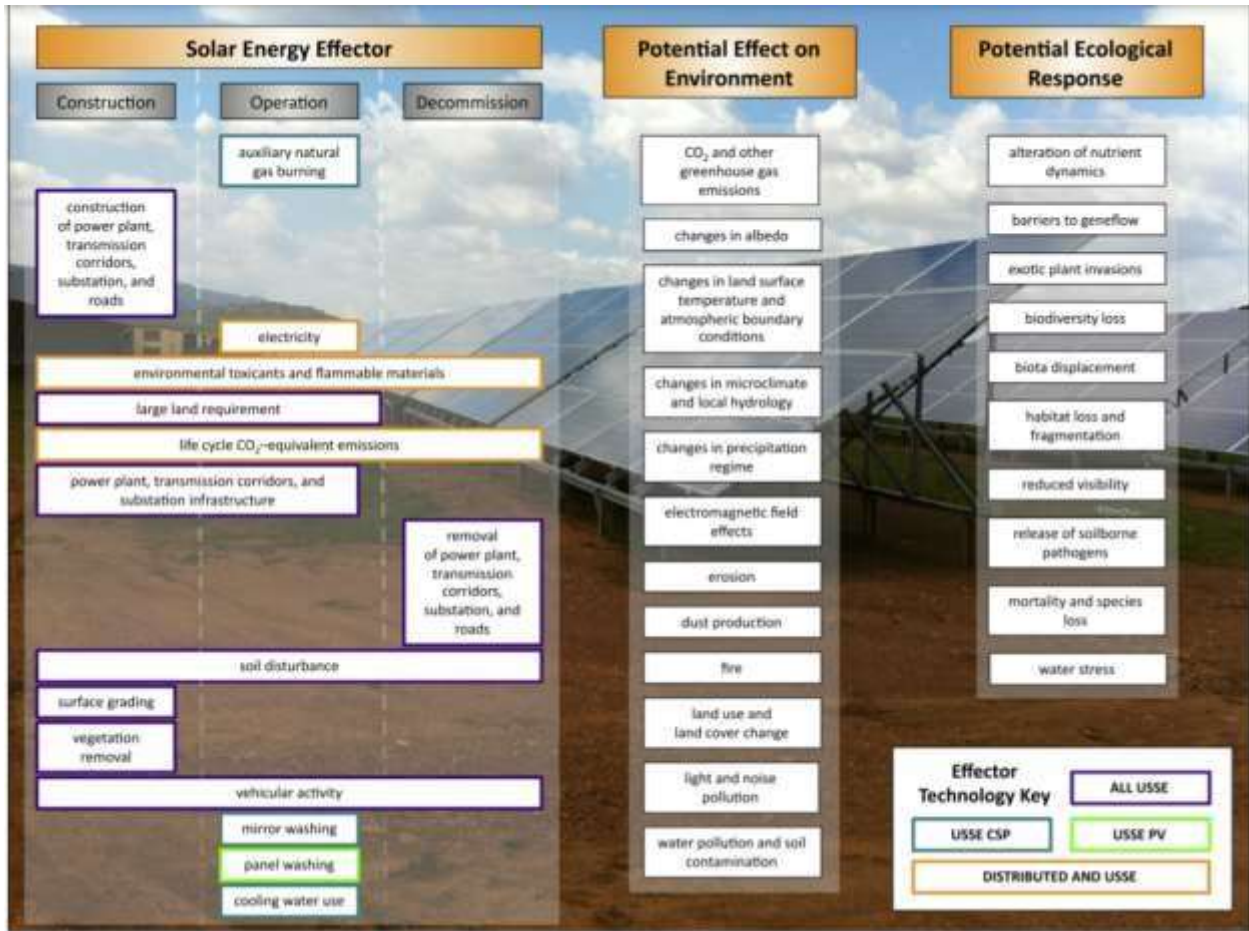 Solar Energy Effector
Construction
Operation
Decommission
auxiliary natural
gas burning
construction
of power plant,
transmission
corridors,
substation, and
roads
electricity
environmental toxicants and flammable materials
large land requirement
life cycle CO₂-equivalent emissions
power plant, transmission corridors, and
substation infrastructure
removal
of power plant,
transmission
corridors,
substation, and
roads
soil disturbance
surface grading
vegetation
removal
vehicular activity
mirror washing
panel washing
cooling water use
Potential Effect on
Environment
CO₂ and other
greenhouse gas
emissions
changes in albedo
changes in land surface
temperature and
atmospheric boundary
conditions
changes in microclimate
and local hydrology
changes in precipitation
regime
electromagnetic field
effects
erosion
dust production
fire
land use and
land cover change
light and noise
pollution
water pollution and soil
contamination
Potential Ecological
Response
alteration of nutrient
dynamics
barriers to geneflow
exotic plant invasions
biodiversity loss
biota displacement
habitat loss and
fragmentation
reduced visibility
release of soilborne
pathogens
mortality and species
loss
water stress
Effector
Technology Key
ALL USSE
USSE CSP
USSE PV
DISTRIBUTED AND USSE